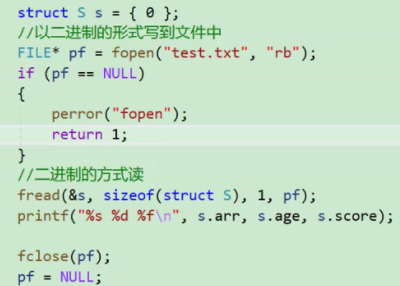 struct S s = { 0 };
//以二进制的形式写到文件中
FILE* pf = fopen("test.txt", "rb");
if (pf == NULL)
{
perror("fopen");
return 1;
}
//二进制的方式读
fread(&s, sizeof(struct S), 1, pf);
printf("%s %d %f\n", s.arr, s.age, s.score);
fclose(pf);
pf = NULL;